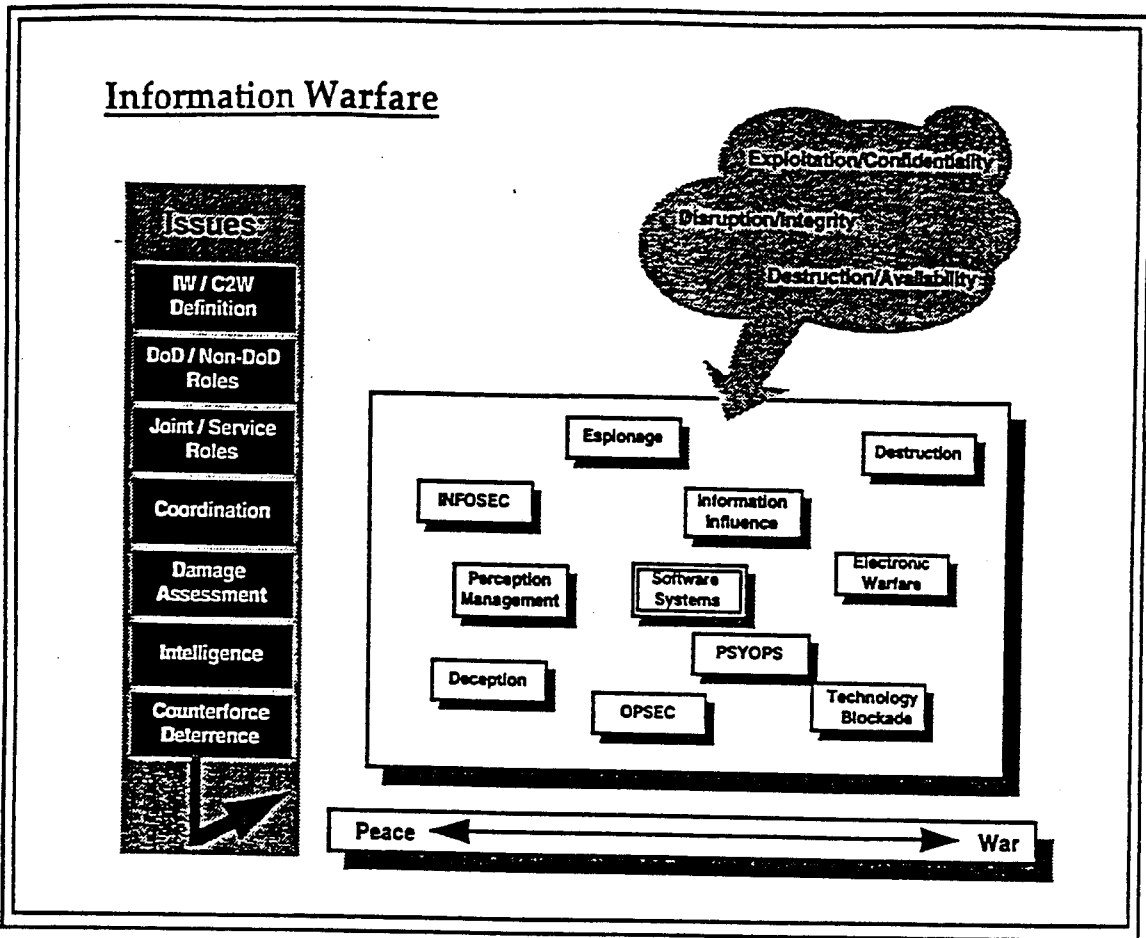 Information Warfare
Exploitation/Confidentiality
Disruption/Integrity
Destruction/Availability
Issues:
IW / C2W
Definition
DoD / Non-DoD
Roles
Joint / Service
Roles
Coordination
Damage
Assessment
Intelligence
Counterforce
Deterrence
Espionage
Destruction
INFOSEC
Information
Influence
Electronic
Warfare
Perception
Management
Software
Systems
PSYOPS
Deception
OPSEC
Technology
Blockade
Peace
War